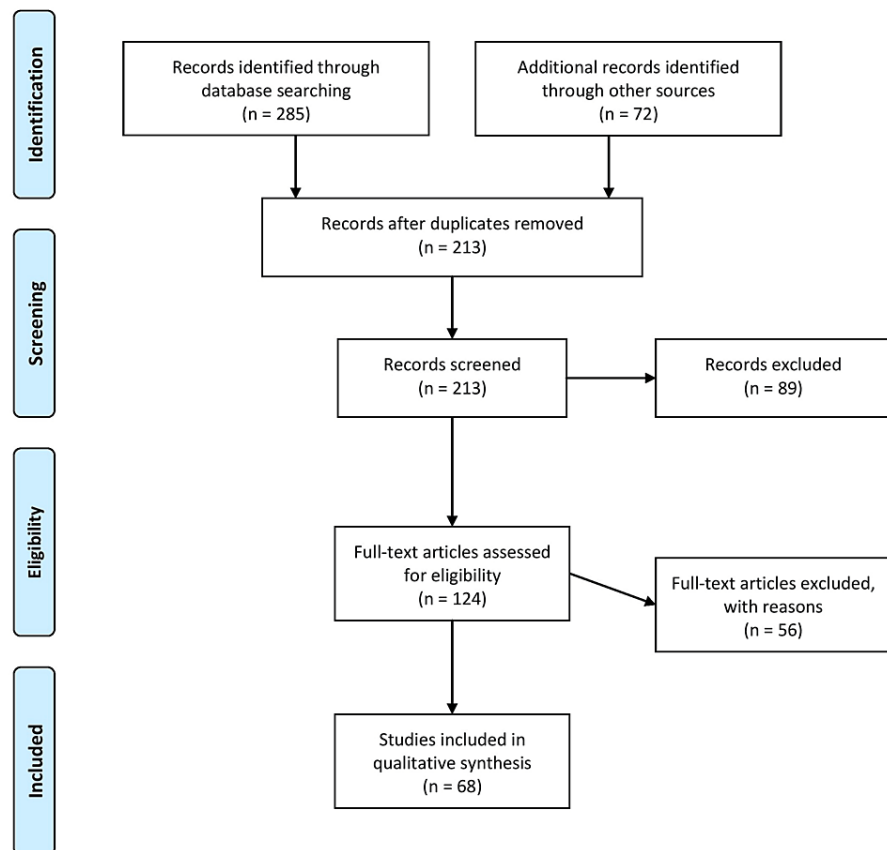 Identification
Records identified through
database searching
(n = 285)
Additional records identified
through other sources
(n = 72)
Records after duplicates removed
(n = 213)
Screening
Records screened
(n = 213)
Records excluded
(n = 89)
Eligibility
Full-text articles assessed
for eligibility
(n = 124)
Full-text articles excluded,
with reasons
(n = 56)
Included
Studies included in
qualitative synthesis
(n = 68)